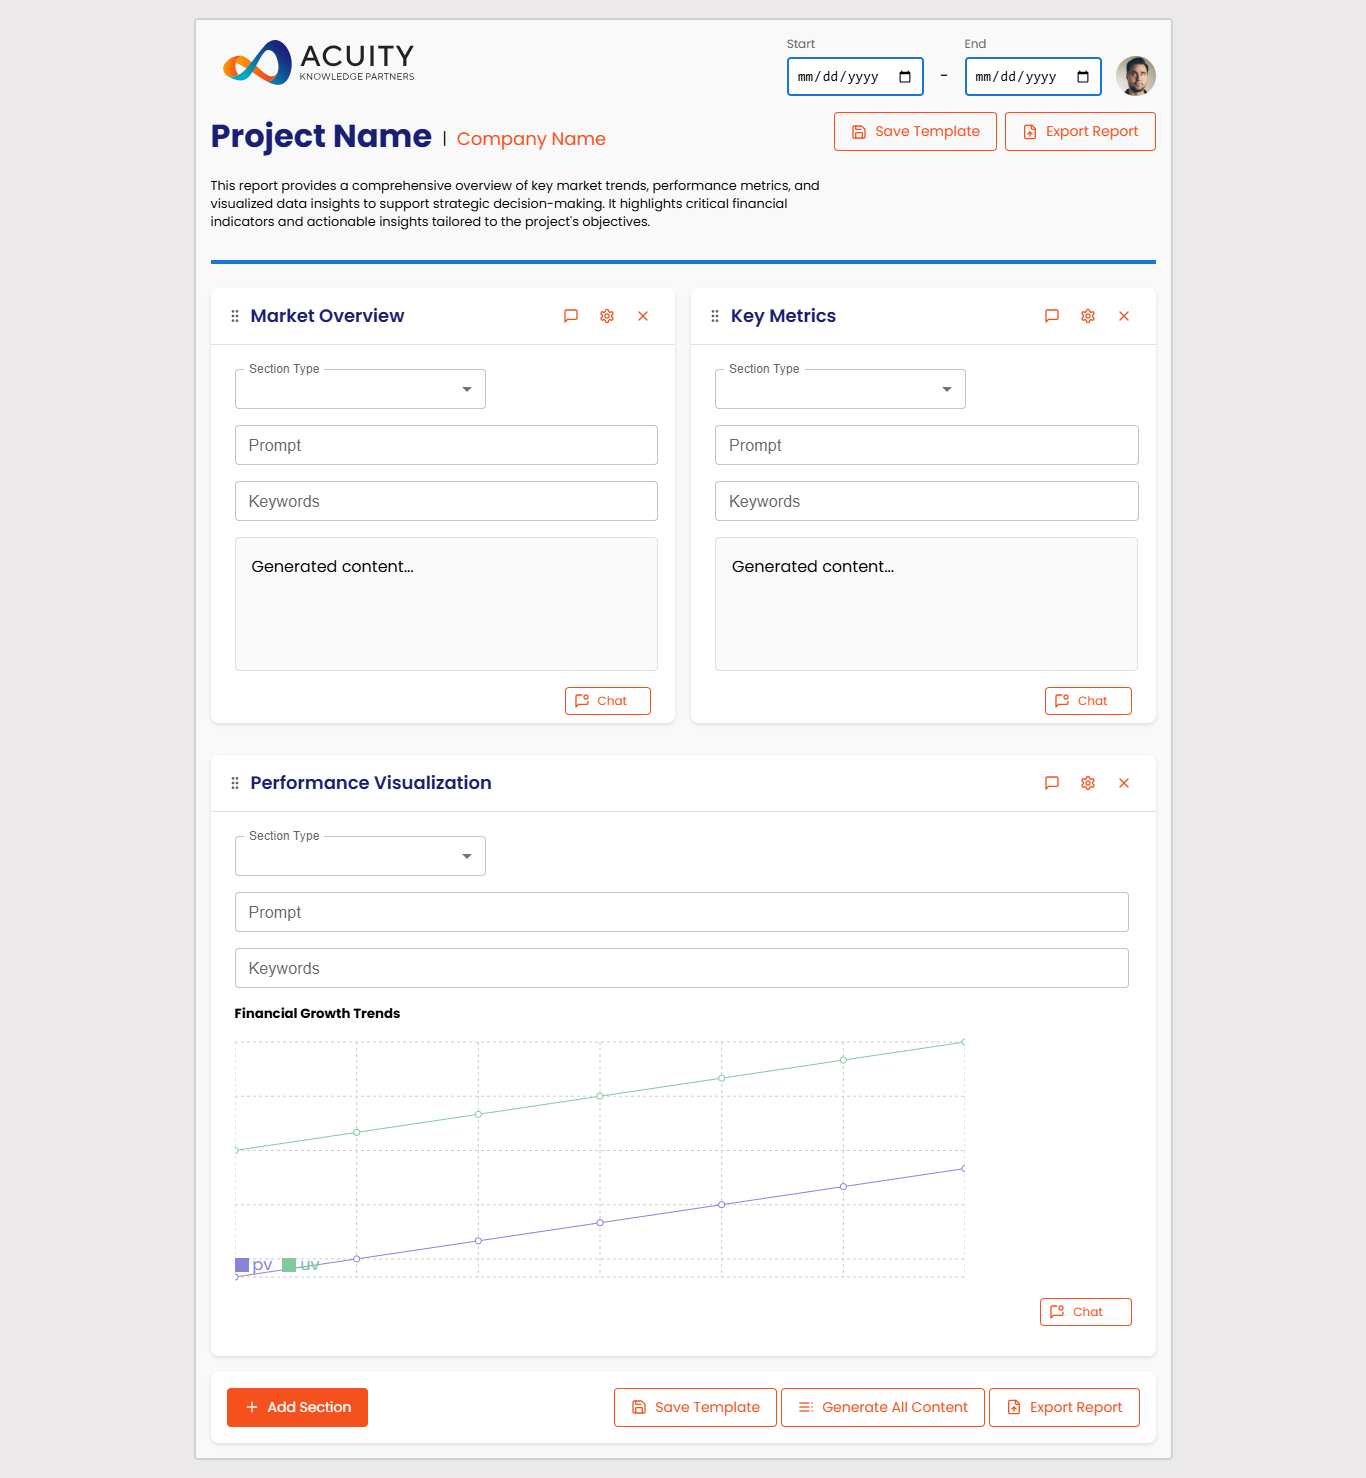 ACUITY
KNOWLEDGE PARTNERS
Start
mm/dd/yyyy
-
End
mm/dd/yyyy
Project Name | Company Name
Save Template
Export Report
This report provides a comprehensive overview of key market trends, performance metrics, and
visualized data insights to support strategic decision-making. It highlights critical financial
indicators and actionable insights tailored to the project's objectives.
Market Overview
Section Type
Prompt
Keywords
Generated content...
Chat
Key Metrics
Section Type
Prompt
Keywords
Generated content...
Chat
Performance Visualization
Section Type
Prompt
Keywords
Financial Growth Trends
pv uv
Chat
Add Section
Save Template
Generate All Content
Export Report